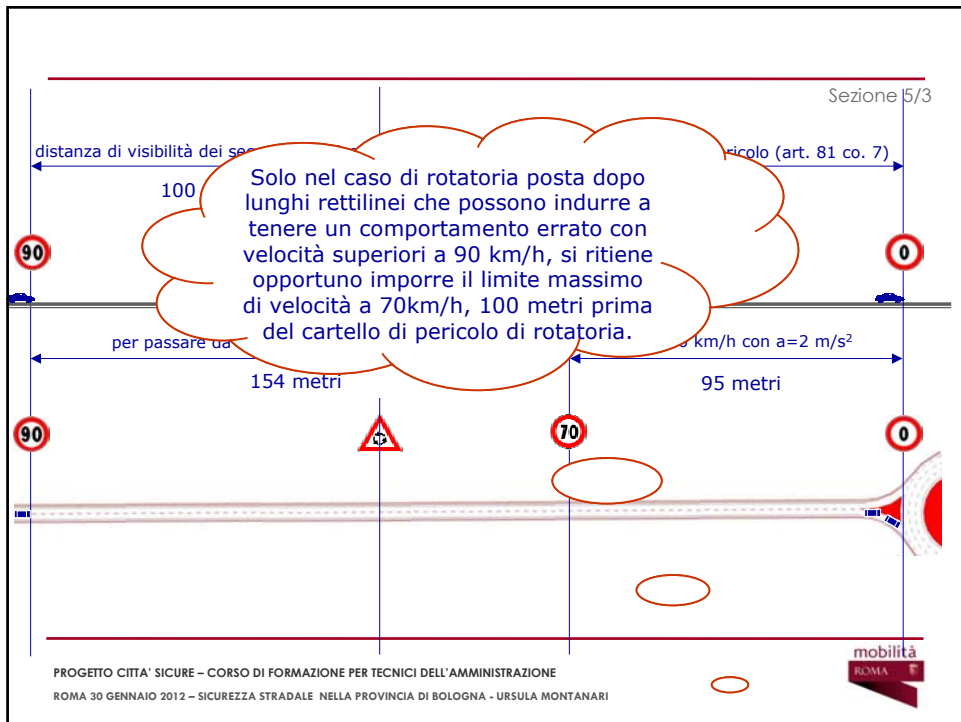 Sezione 5/3
distanza di visibilità dei ricolo (art. 81 co. 7)
100
Solo nel caso di rotatoria posta dopo
lunghi rettilinei che possono indurre a
tenere un comportamento errato con
velocità superiori a 90 km/h, si ritiene
opportuno imporre il limite massimo
di velocità a 70km/h, 100 metri prima
del cartello di pericolo di rotatoria.
90 0
per passare da km/h con a=2 m/s²
154 metri 95 metri
90 70 0
mobilità
ROMA
PROGETTO CITTA' SICURE – CORSO DI FORMAZIONE PER TECNICI DELL'AMMINISTRAZIONE
ROMA 30 GENNAIO 2012 – SICUREZZA STRADALE NELLA PROVINCIA DI BOLOGNA - URSULA MONTANARI